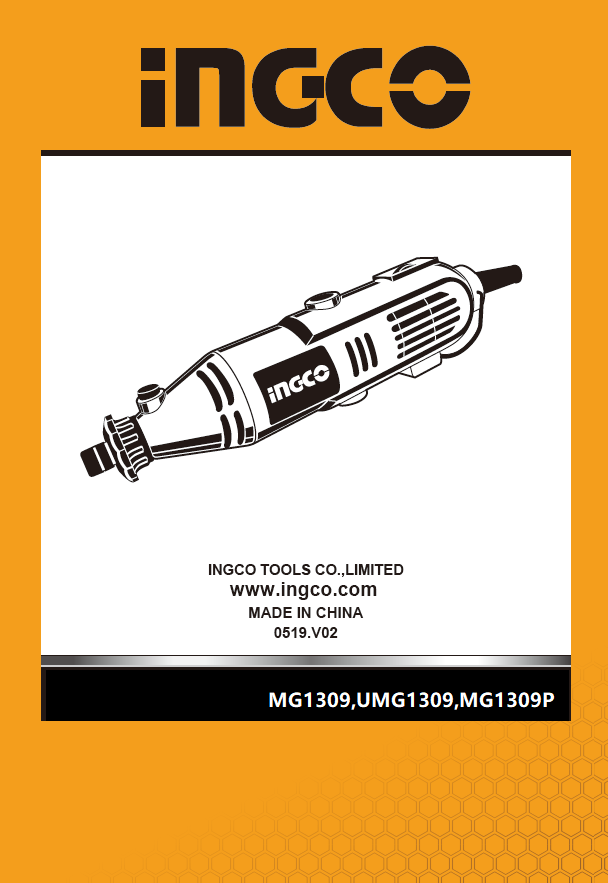 INGCO
INGCO
INGCO TOOLS CO.,LIMITED
www.ingco.com
MADE IN CHINA
0519.V02
MG1309,UMG1309,MG1309P